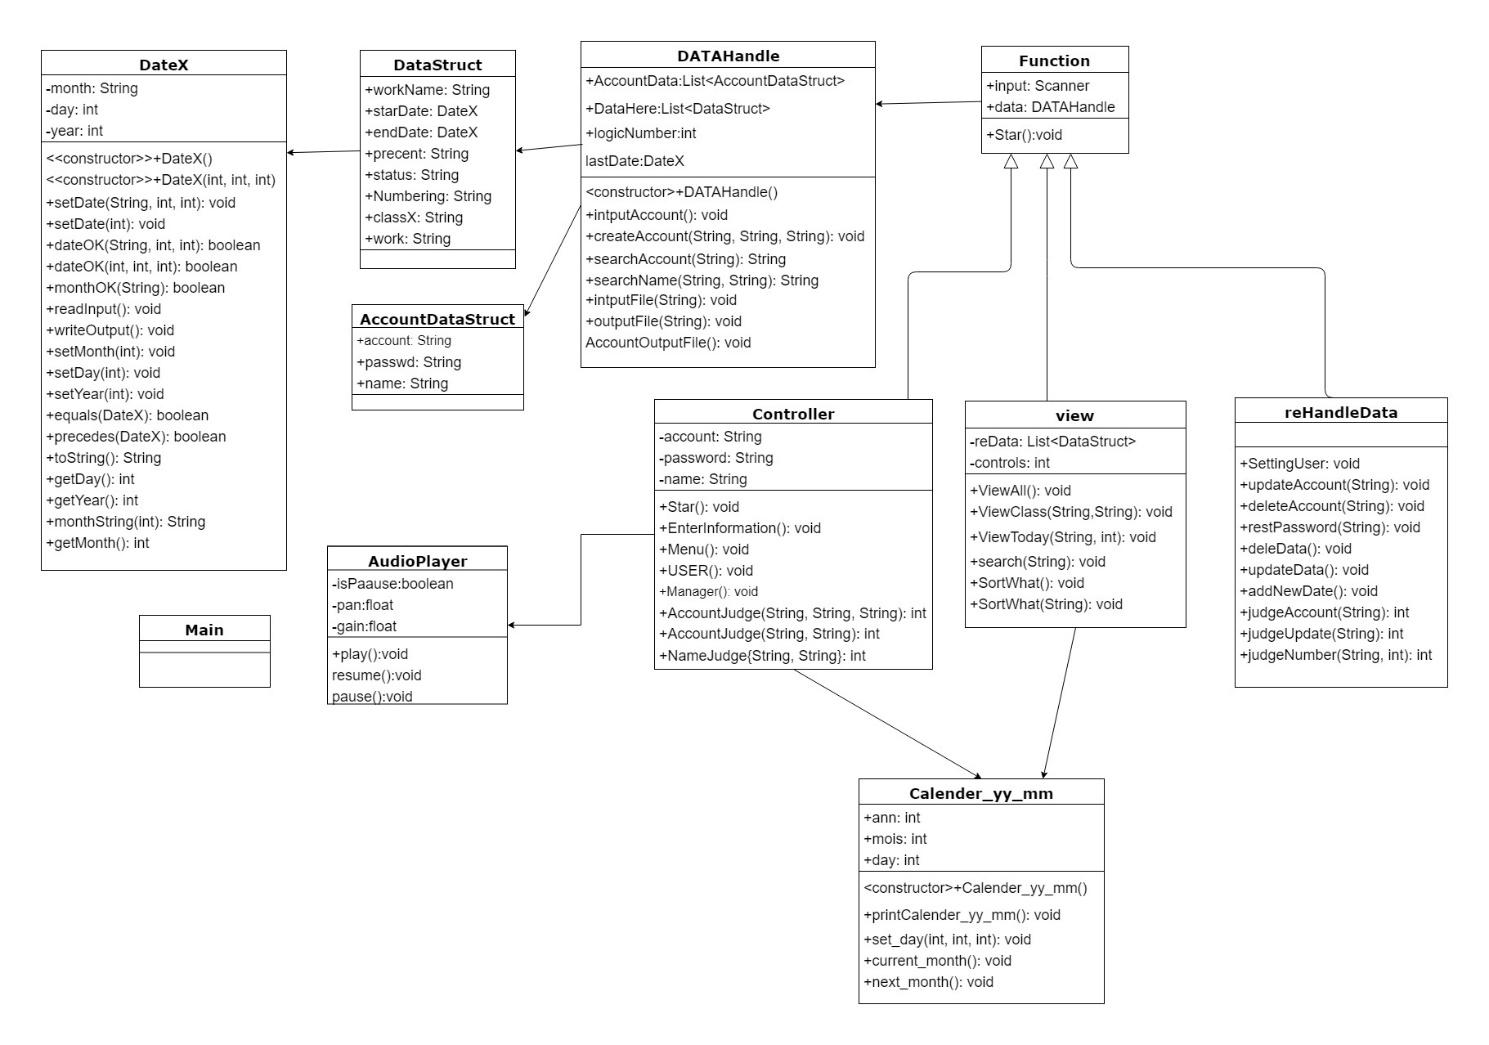 DateX
-month: String
-day: int
-year: int
<<constructor>>+DateX()
<<constructor>>+DateX(int, int, int)
+setDate(String, int, int): void
+setDate(int): void
+dateOK(String, int, int): boolean
+dateOK(int, int, int): boolean
+monthOK(String): boolean
+readInput(): void
+writeOutput(): void
+setMonth(int): void
+setDay(int): void
+setYear(int): void
+equals(DateX): boolean
+precedes(DateX): boolean
+toString(): String
+getDay(): int
+getYear(): int
+monthString(int): String
+getMonth(): int
DataStruct
+workName: String
+starDate: DateX
+endDate: DateX
+precent: String
+status: String
+Numbering: String
+classX: String
+work: String
AccountDataStruct
+account: String
+passwd: String
+name: String
DATAHandle
+AccountData:List<AccountDataStruct>
+DataHere:List<DataStruct>
+logicNumber:int
lastDate:DateX
<constructor>+DATAHandle()
+intputAccount(): void
+createAccount(String, String, String): void
+searchAccount(String): String
+searchName(String, String): String
+intputFile(String): void
+outputFile(String): void
AccountOutputFile(): void
Function
+input: Scanner
+data: DATAHandle
+Star():void
Controller
-account: String
-password: String
-name: String
+Star(): void
+EnterInformation(): void
+Menu(): void
+USER(): void
+Manager(): void
+AccountJudge(String, String, String): int
+AccountJudge(String, String): int
+NameJudge{String, String}: int
view
-reData: List<DataStruct>
-controls: int
+ViewAll(): void
+ViewClass(String,String): void
+ViewToday(String, int): void
+search(String): void
+SortWhat(): void
+SortWhat(String): void
reHandleData
+SettingUser: void
+updateAccount(String): void
+deleteAccount(String): void
+restPassword(String): void
+deleData(): void
+updateData(): void
+addNewDate(): void
+judgeAccount(String): int
+judgeUpdate(String): int
+judgeNumber(String, int): int
AudioPlayer
-isPaause:boolean
-pan:float
-gain:float
+play():void
resume():void
pause():void
Main
Calender_yy_mm
+ann: int
+mois: int
+day: int
<constructor>+Calender_yy_mm()
+printCalender_yy_mm(): void
+set_day(int, int, int): void
+current_month(): void
+next_month(): void